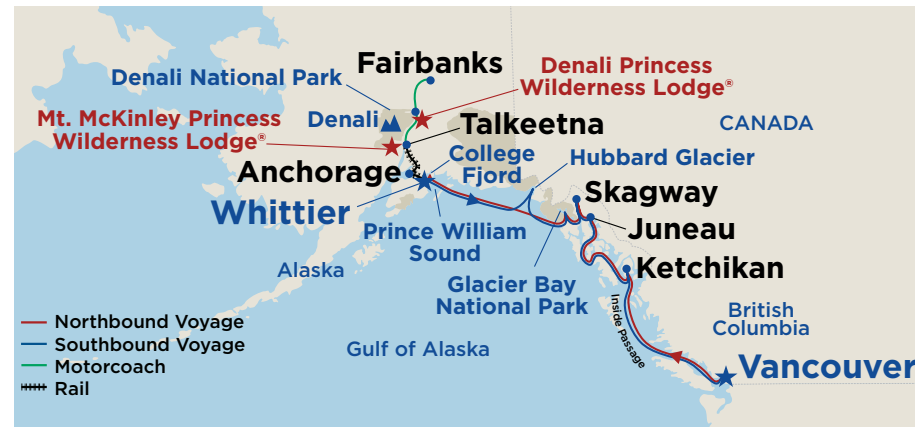 Fairbanks
Denali National Park
Denali Princess
Wilderness Lodge®
Mt. McKinley Princess
Wilderness Lodge®
Denali
Talkeetna
CANADA
College
Fjord
Hubbard Glacier
Anchorage
Whittier
Skagway
Juneau
Prince William
Sound
Alaska
Glacier Bay
National Park
Ketchikan
Inside Passage
British
Columbia
Gulf of Alaska
Vancouver
Northbound Voyage
Southbound Voyage
Motorcoach
Rail